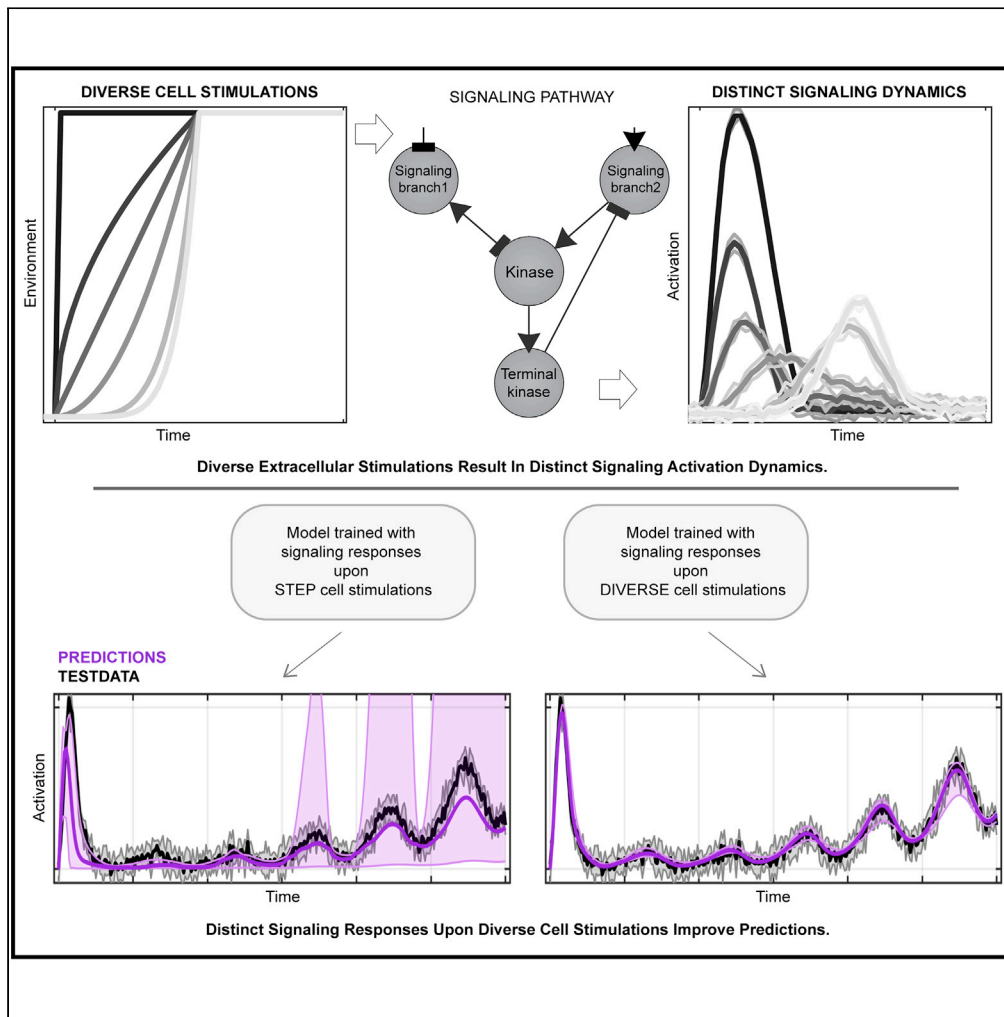 DIVERSE CELL STIMULATIONS
Environment
Time
SIGNALING PATHWAY
Signaling
branch1
Signaling
branch2
Kinase
Terminal
kinase
DISTINCT SIGNALING DYNAMICS
Activation
Time
Diverse Extracellular Stimulations Result In Distinct Signaling Activation Dynamics.
Model trained with
signaling responses
upon
STEP cell stimulations
Model trained with
signaling responses
upon
DIVERSE cell stimulations
PREDICTIONS
TESTDATA
Activation
Time
Time
Distinct Signaling Responses Upon Diverse Cell Stimulations Improve Predictions.